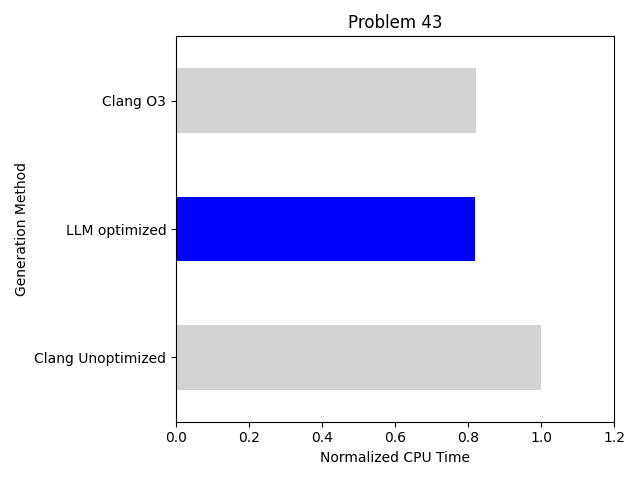 Problem 43
Generation Method
Clang O3
LLM optimized
Clang Unoptimized
0.0 0.2 0.4 0.6 0.8 1.0 1.2
Normalized CPU Time